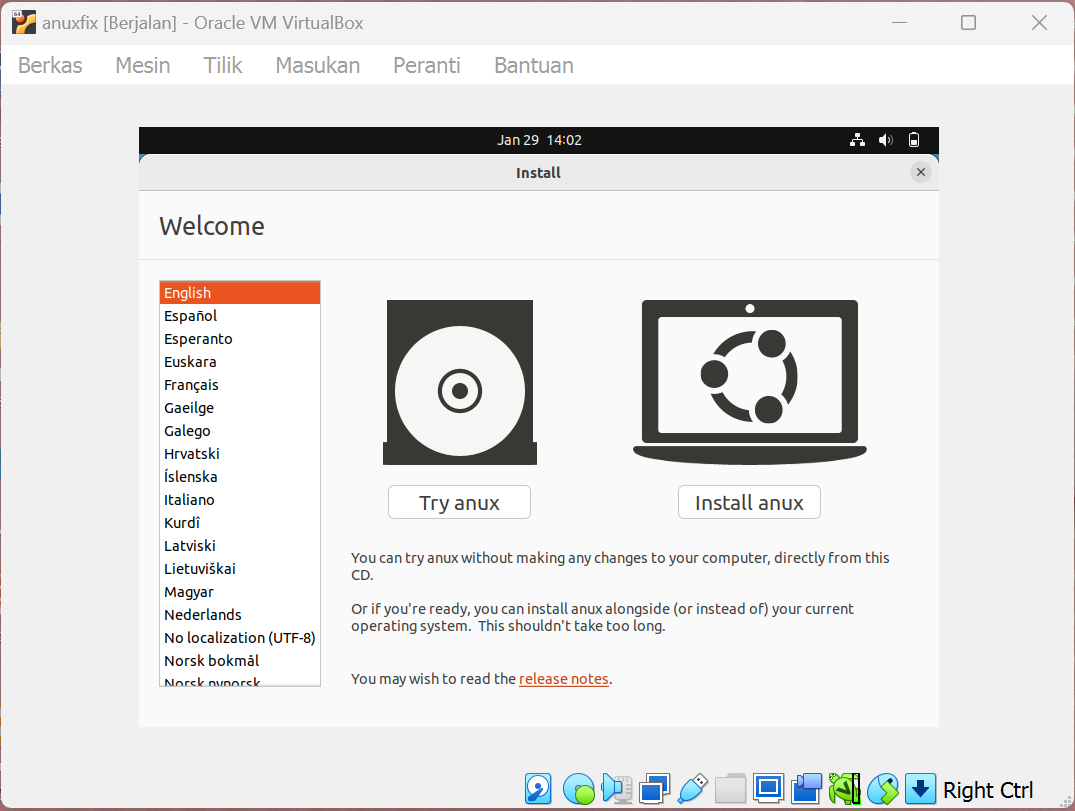 anuxfix [Berjalan] - Oracle VM VirtualBox
Berkas Mesin Tilik Masukan Peranti Bantuan
Jan 29 14:02
Install
Welcome
English
Español
Esperanto
Euskara
Français
Gaeilge
Galego
Hrvatski
Íslenska
Italiano
Kurdî
Latviski
Lietuviškai
Magyar
Nederlands
No localization (UTF-8)
Norsk bokmål
Norsk nynorsk
Try anux
Install anux
You can try anux without making any changes to your computer, directly from this
CD.
Or if you're ready, you can install anux alongside (or instead of) your current
operating system. This shouldn't take too long.
You may wish to read the release notes.
Right Ctrl